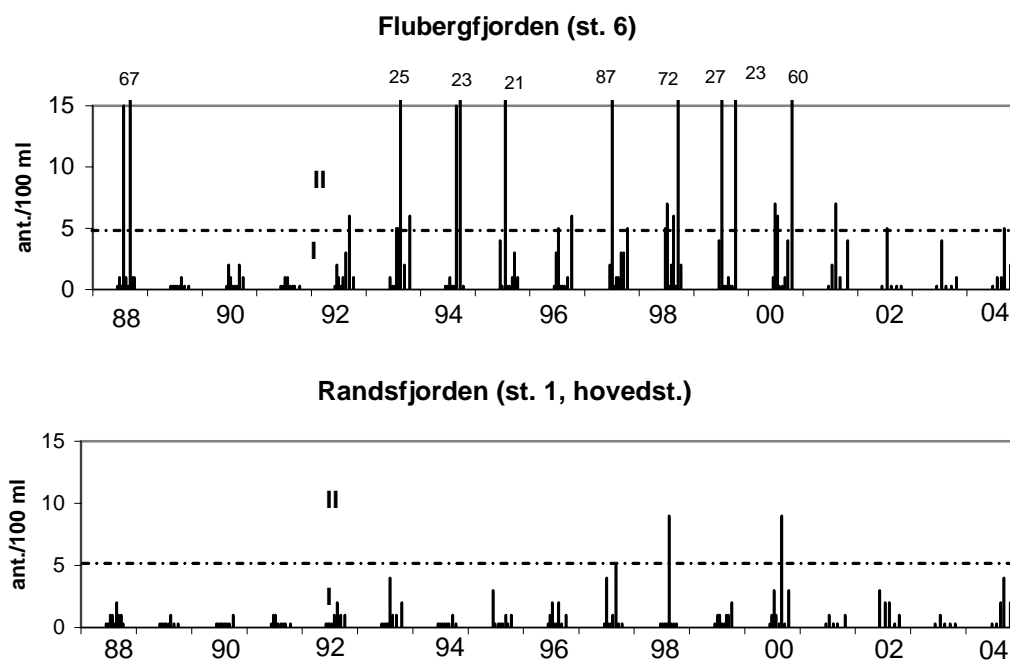 Flubergfjorden (st. 6)
67 25 23 21 87 72 27 23 60
15
10
5
0
ant./100 ml
II
I
88 90 92 94 96 98 00 02 04
Randsfjorden (st. 1, hovedst.)
15
10
5
0
ant./100 ml
II
I
88 90 92 94 96 98 00 02 04